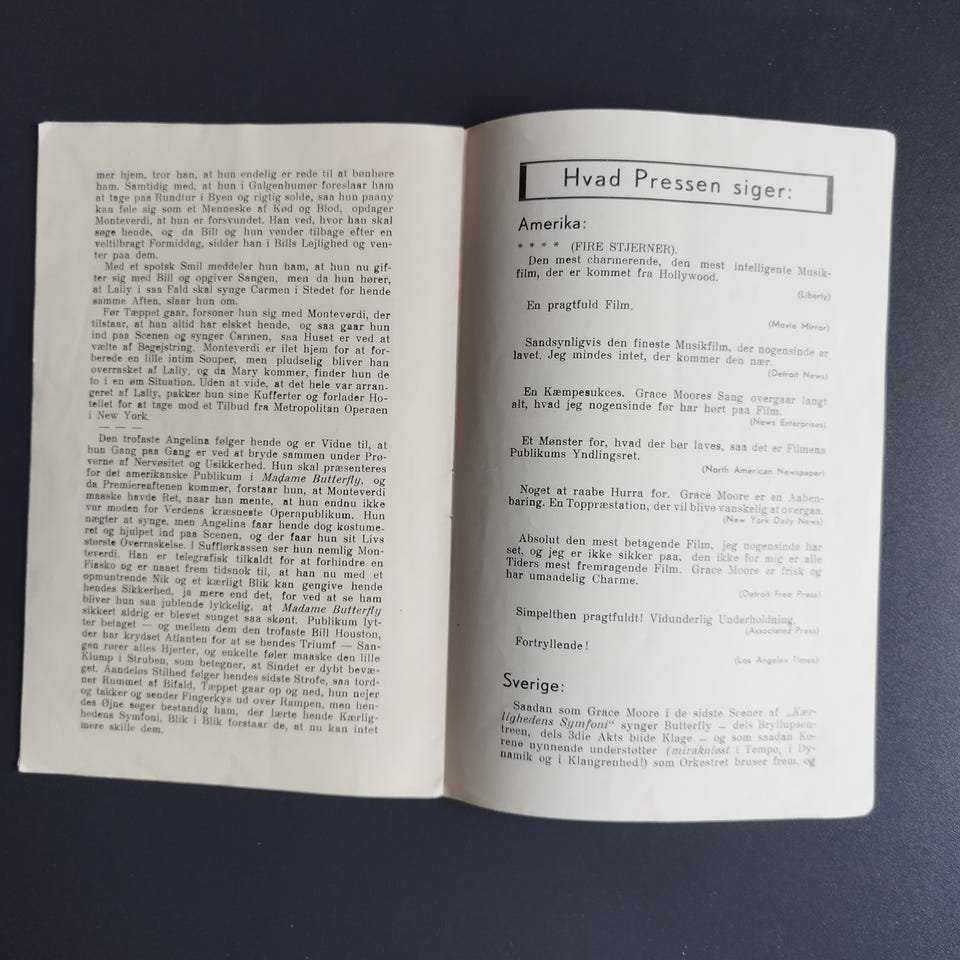 mer hjem, tror han, at hun endelig er rede til at bønhøre
ham. Samtidig med, at hun i Galgenhumør foreslaar ham
at tage paa Rundtur i Byen og rigtig solde, saa hun paany
kan føle sig som et Menneske af Kød og Blod, opdager
Monteverdi, at hun er forsvundet. Han ved, hvor han skal
søge hende, og da Bill og hun vender tilbage efter en
veltilbragt Formiddag, sidder han i Bills Lejlighed og ven-
ter paa dem.
Med et spotsk Smil meddeler hun ham, at hun nu gif-
ter sig med Bill og opgiver Sangen, men da hun hører,
at Lally i saa Fald skal synge Carmen i Stedet for hende
samme Aften, slaar hun om.
Før Tæppet gaar, forsoner hun sig med Monteverdi, der
tilstaar, at han altid har elsket hende, og saa gaar hun
ind paa Scenen og synger Carmen, saa Huset er ved at
vælte af Begejstring. Monteverdi er ilet hjem for at for-
berede en lille intim Souper, men pludselig bliver han
overrasket af Lally, og da Mary kommer, finder hun de
to i en øm Situation. Uden at vide, at det hele var arran-
geret af Lally, pakker hun sine Kufferter og forlader Ho-
tellet for at tage mod et Tilbud fra Metropolitan Operaen
i New York.
— — —
Den trofaste Angelina følger hende og er Vidne til, at
hun Gang paa Gang er ved at bryde sammen under Prø-
verne af Nervøsitet og Usikkerhed. Hun skal præsenteres
for det amerikanske Publikum i Madame Butterfly, og
da Premiereaftenen kommer, forstaar hun, at Monteverdi
maaske havde Ret, naar han mente, at hun endnu ikke
var moden for Verdens kræsneste Operapublikum. Hun
nægter at synge, men Angelina faar hende dog kostume-
ret og hjulpet ind paa Scenen, og der faar hun sit Livs
største Overraskelse. I Sufflørkassen ser hun nemlig Mon-
teverdi. Han er telegrafisk tilkaldt for at forhindre en
Fiasko og er naaet frem tidsnok til, at han nu med et
opmuntrende Nik og et kærligt Blik kan gengive hende
hendes Sikkerhed, ja mere end det, for ved at se ham
bliver hun saa jublende lykkelig, at Madame Butterfly
sikkert aldrig er blevet sunget saa skønt. Publikum lyt-
ter betaget — og mellem dem den trofaste Bill Houston,
der har krydset Atlanten for at se hendes Triumf — San-
gen rører alles Hjerter, og enkelte føler maaske den lille
Klump i Struben, som betegner, at Sindet er dybt bevæ-
get. Aandeløs Stilhed følger hendes sidste Strofe, saa tord-
ner Rummet af Bifald, Tæppet gaar op og ned, hun nejer
og takker og sender Fingerkys ud over Rampen, men hen-
des Øjne søger bestandig ham, der lærte hende Kærlig-
hedens Symfoni, Blik i Blik forstaar de, at nu kan intet
mere skille dem.
Hvad Pressen siger:
Amerika:
* * * * (FIRE STJERNER).
Den mest charmerende, den mest intelligente Musik-
film, der er kommet fra Hollywood.
(Liberty)
En pragtfuld Film.
(Movie Mirror)
Sandsynligvis den fineste Musikfilm, der nogensinde er
lavet. Jeg mindes intet, der kommer den nær.
(Detroit News)
En Kæmpesukces. Grace Moores Sang overgaar langt
alt, hvad jeg nogensinde før har hørt paa Film.
(News Enterprises)
Et Mønster for, hvad der bør laves, saa det er Filmens
Publikums Yndlingsret.
(North American Newspaper)
Noget at raabe Hurra for. Grace Moore er en Aaben-
baring. En Toppræstation, der vil blive vanskelig at overgaa.
(New York Daily News)
Absolut den mest betagende Film, jeg nogensinde har
set, og jeg er ikke sikker paa, den ikke for mig er alle
Tiders mest fremragende Film. Grace Moore er frisk og
har umaadelig Charme.
(Detroit Free Press)
Simpelthen pragtfuldt! Vidunderlig Underholdning.
(Associated Press)
Fortryllende!
(Los Angeles Times)
Sverige:
Saadan som Grace Moore i de sidste Scener af „Kær-
lighedens Symfoni“ synger Butterfly — dels Bryllupsen-
treen, dels 3die Akts blide Klage — og som saadan Ko-
rene nynnende understøtter (mirakuløst i Tempo, i Dy-
namik og i Klangrenhed!) som Orkestret bruser frem, og